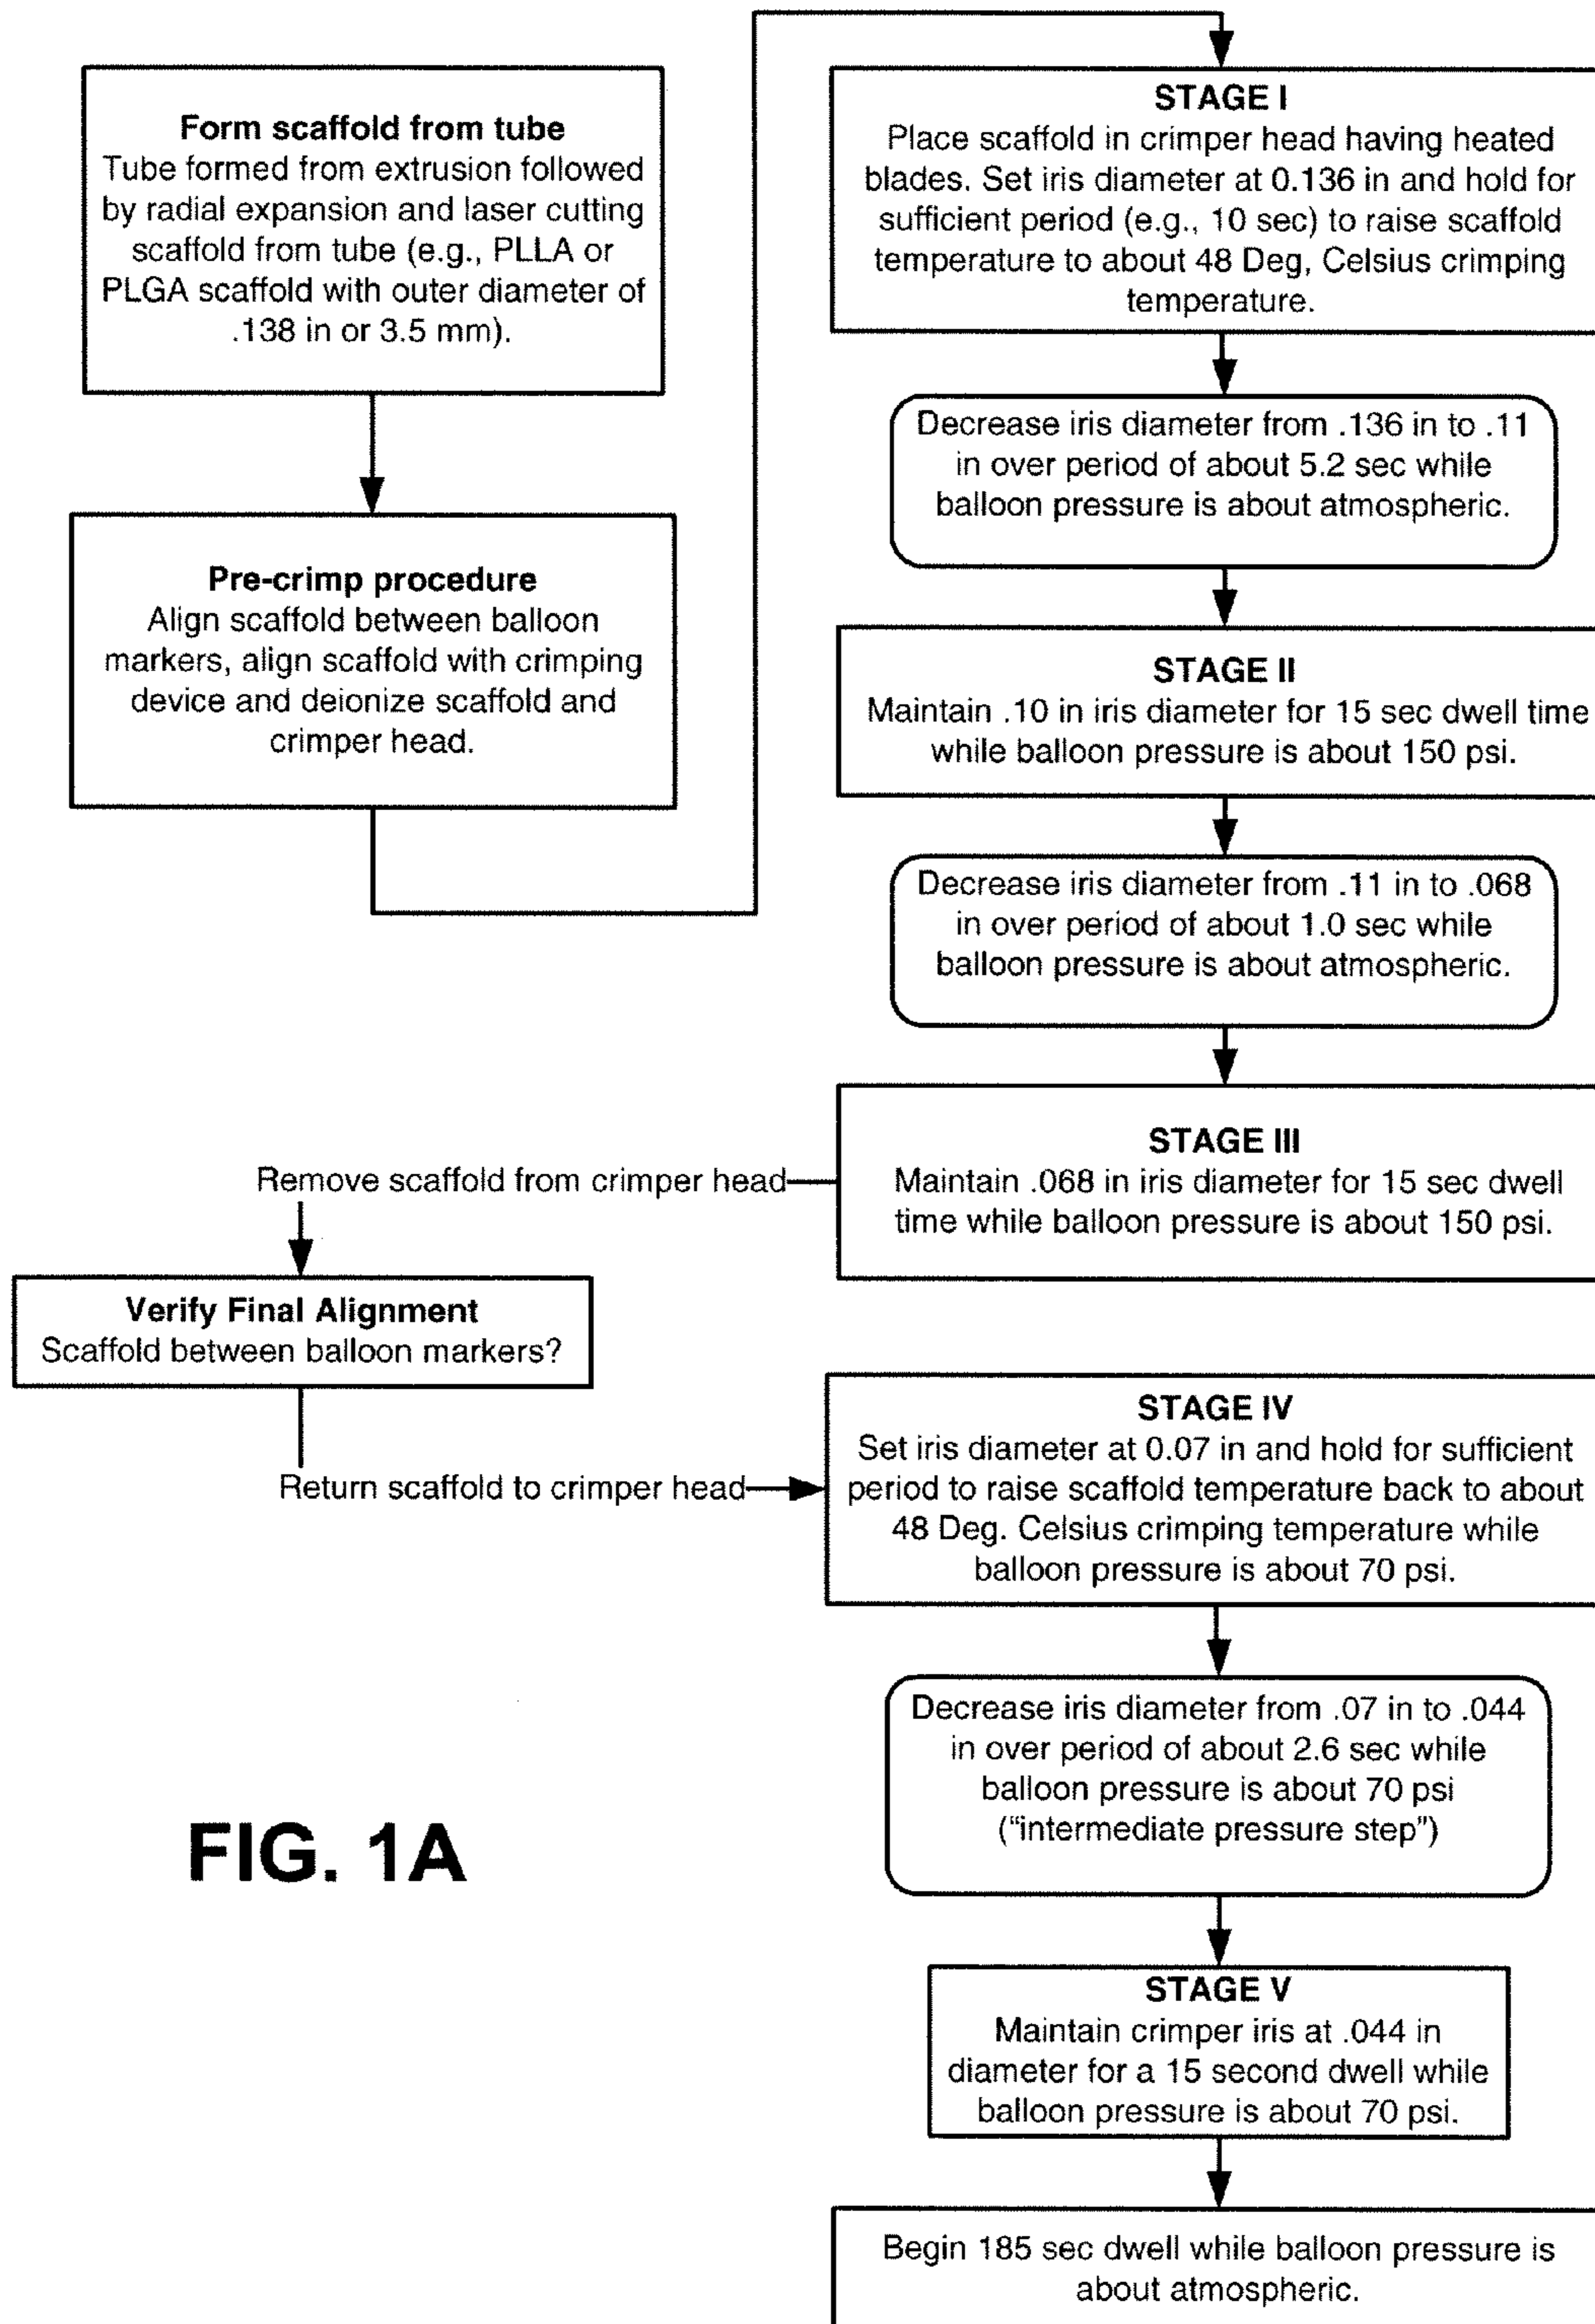 Form scaffold from tube
Tube formed from extrusion followed
by radial expansion and laser cutting
scaffold from tube (e.g., PLLA or
PLGA scaffold with outer diameter of
.138 in or 3.5 mm).
Pre-crimp procedure
Align scaffold between balloon
markers, align scaffold with crimping
device and deionize scaffold and
crimper head.
STAGE I
Place scaffold in crimper head having heated
blades. Set iris diameter at 0.136 in and hold for
sufficient period (e.g., 10 sec) to raise scaffold
temperature to about 48 Deg, Celsius crimping
temperature.
Decrease iris diameter from .136 in to .11
in over period of about 5.2 sec while
balloon pressure is about atmospheric.
STAGE II
Maintain .10 in iris diameter for 15 sec dwell time
while balloon pressure is about 150 psi.
Decrease iris diameter from .11 in to .068
in over period of about 1.0 sec while
balloon pressure is about atmospheric.
STAGE III
Maintain .068 in iris diameter for 15 sec dwell
time while balloon pressure is about 150 psi.
Remove scaffold from crimper head
Verify Final Alignment
Scaffold between balloon markers?
Return scaffold to crimper head
STAGE IV
Set iris diameter at 0.07 in and hold for sufficient
period to raise scaffold temperature back to about
48 Deg. Celsius crimping temperature while
balloon pressure is about 70 psi.
Decrease iris diameter from .07 in to .044
in over period of about 2.6 sec while
balloon pressure is about 70 psi
(“intermediate pressure step”)
STAGE V
Maintain crimper iris at .044 in
diameter for a 15 second dwell while
balloon pressure is about 70 psi.
Begin 185 sec dwell while balloon pressure is
about atmospheric.
FIG. 1A